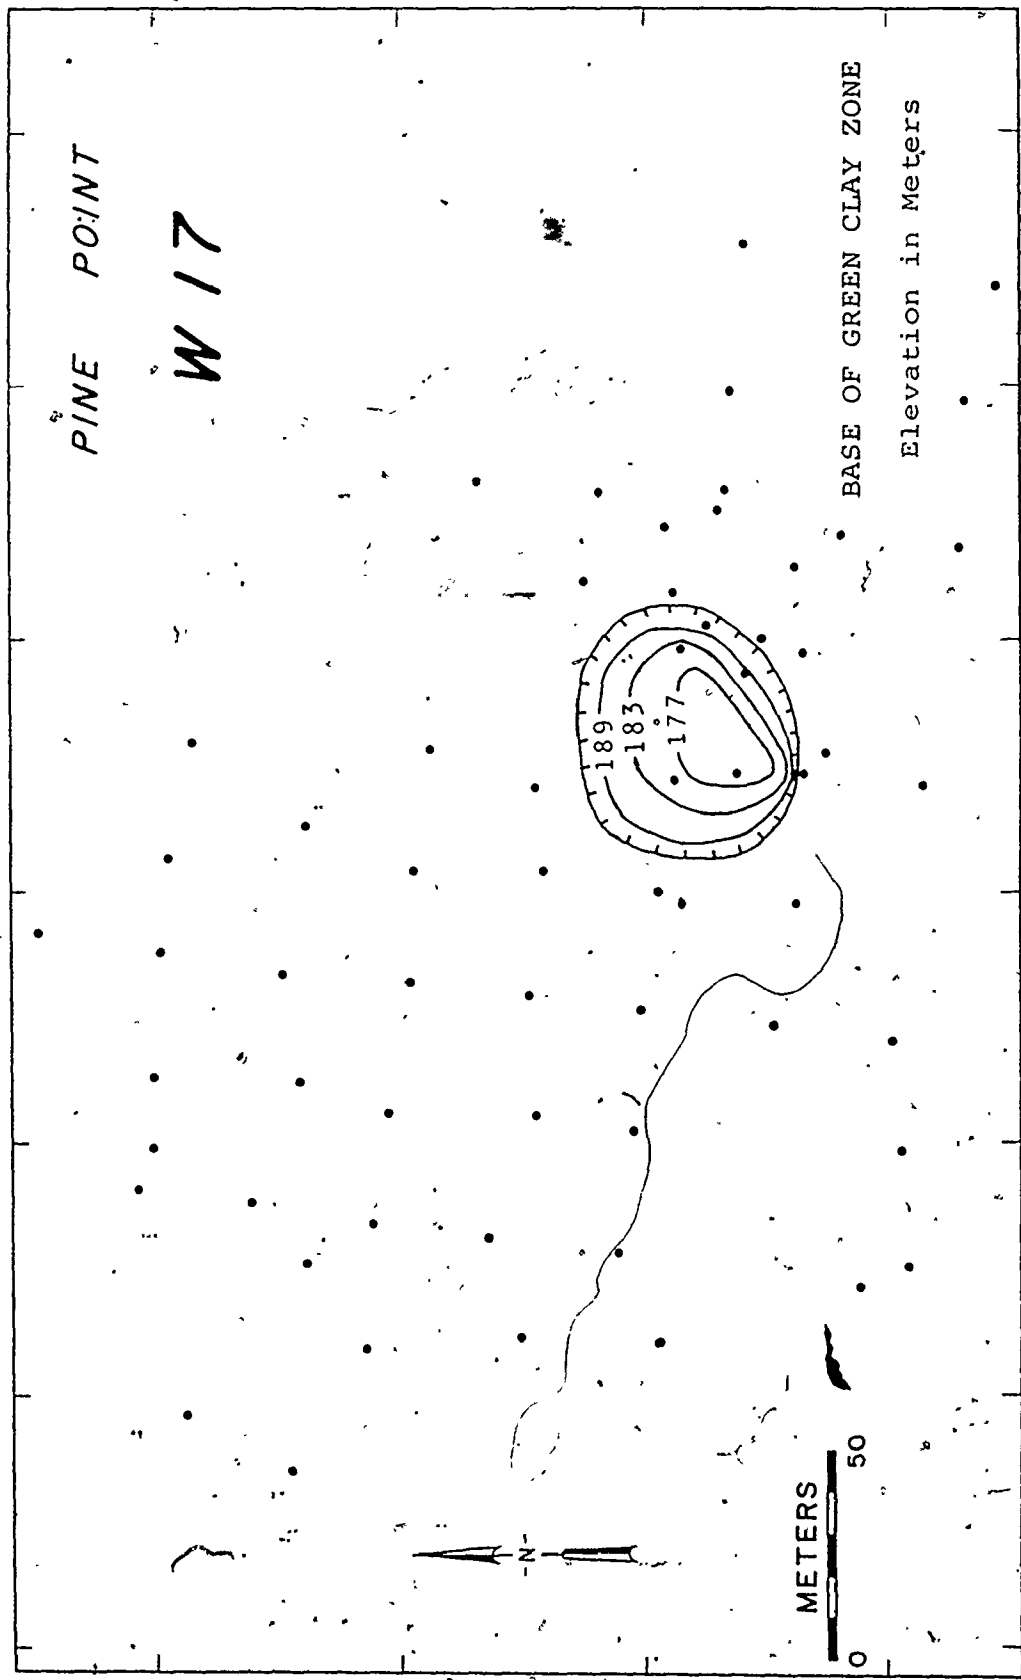 PINE POINT
W 17
189
183
177
BASE OF GREEN CLAY ZONE
Elevation in Meters
-N-
METERS
0 50